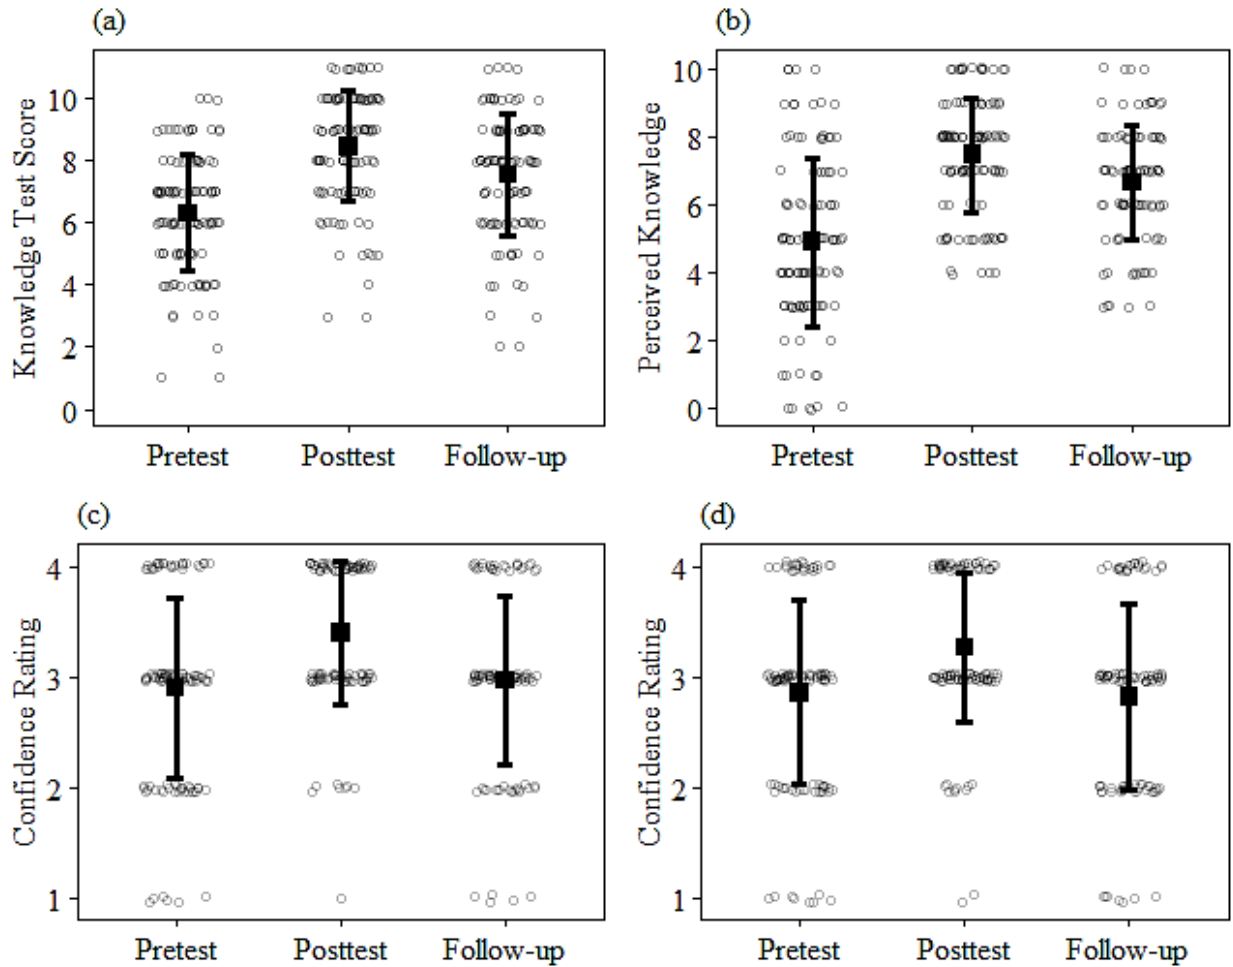 (a)
Knowledge Test Score
10
8
6
4
2
0
Pretest Posttest Follow-up
(b)
Perceived Knowledge
10
8
6
4
2
0
Pretest Posttest Follow-up
(c)
Confidence Rating
4
3
2
1
Pretest Posttest Follow-up
(d)
Confidence Rating
4
3
2
1
Pretest Posttest Follow-up